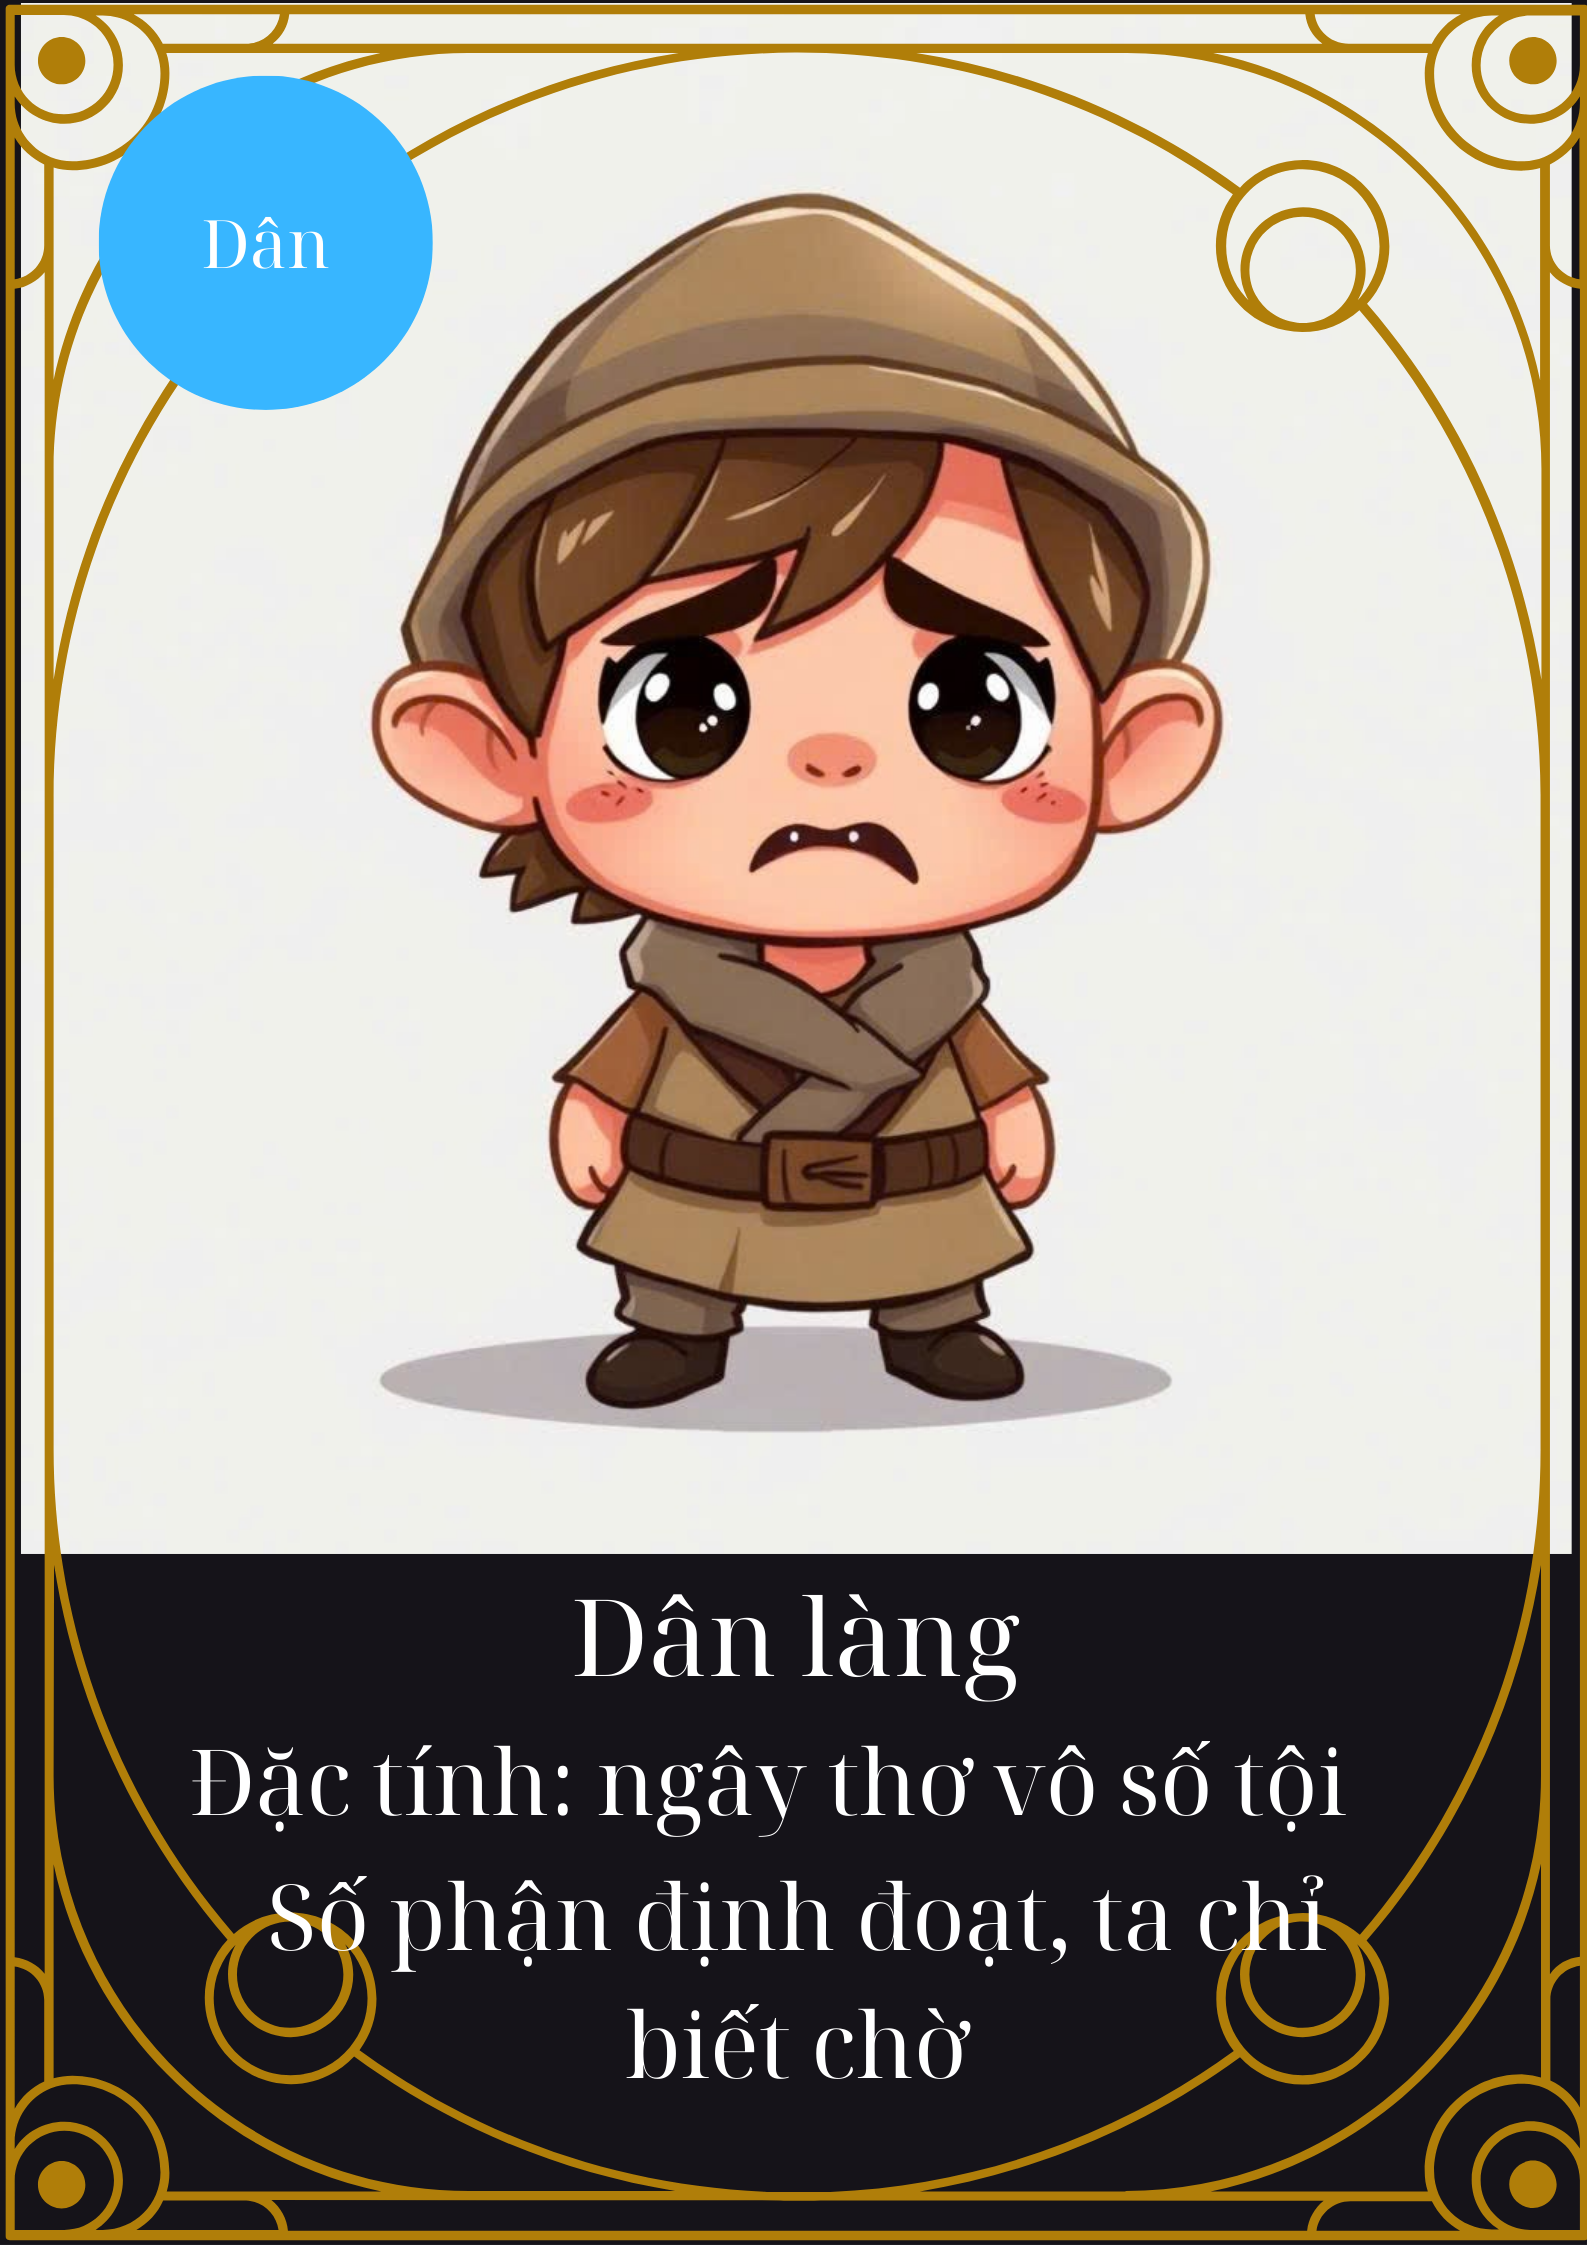 Dân
Dân làng
Đặc tính: ngây thơ vô số tội
Số phận định đoạt, ta chỉ
biết chờ